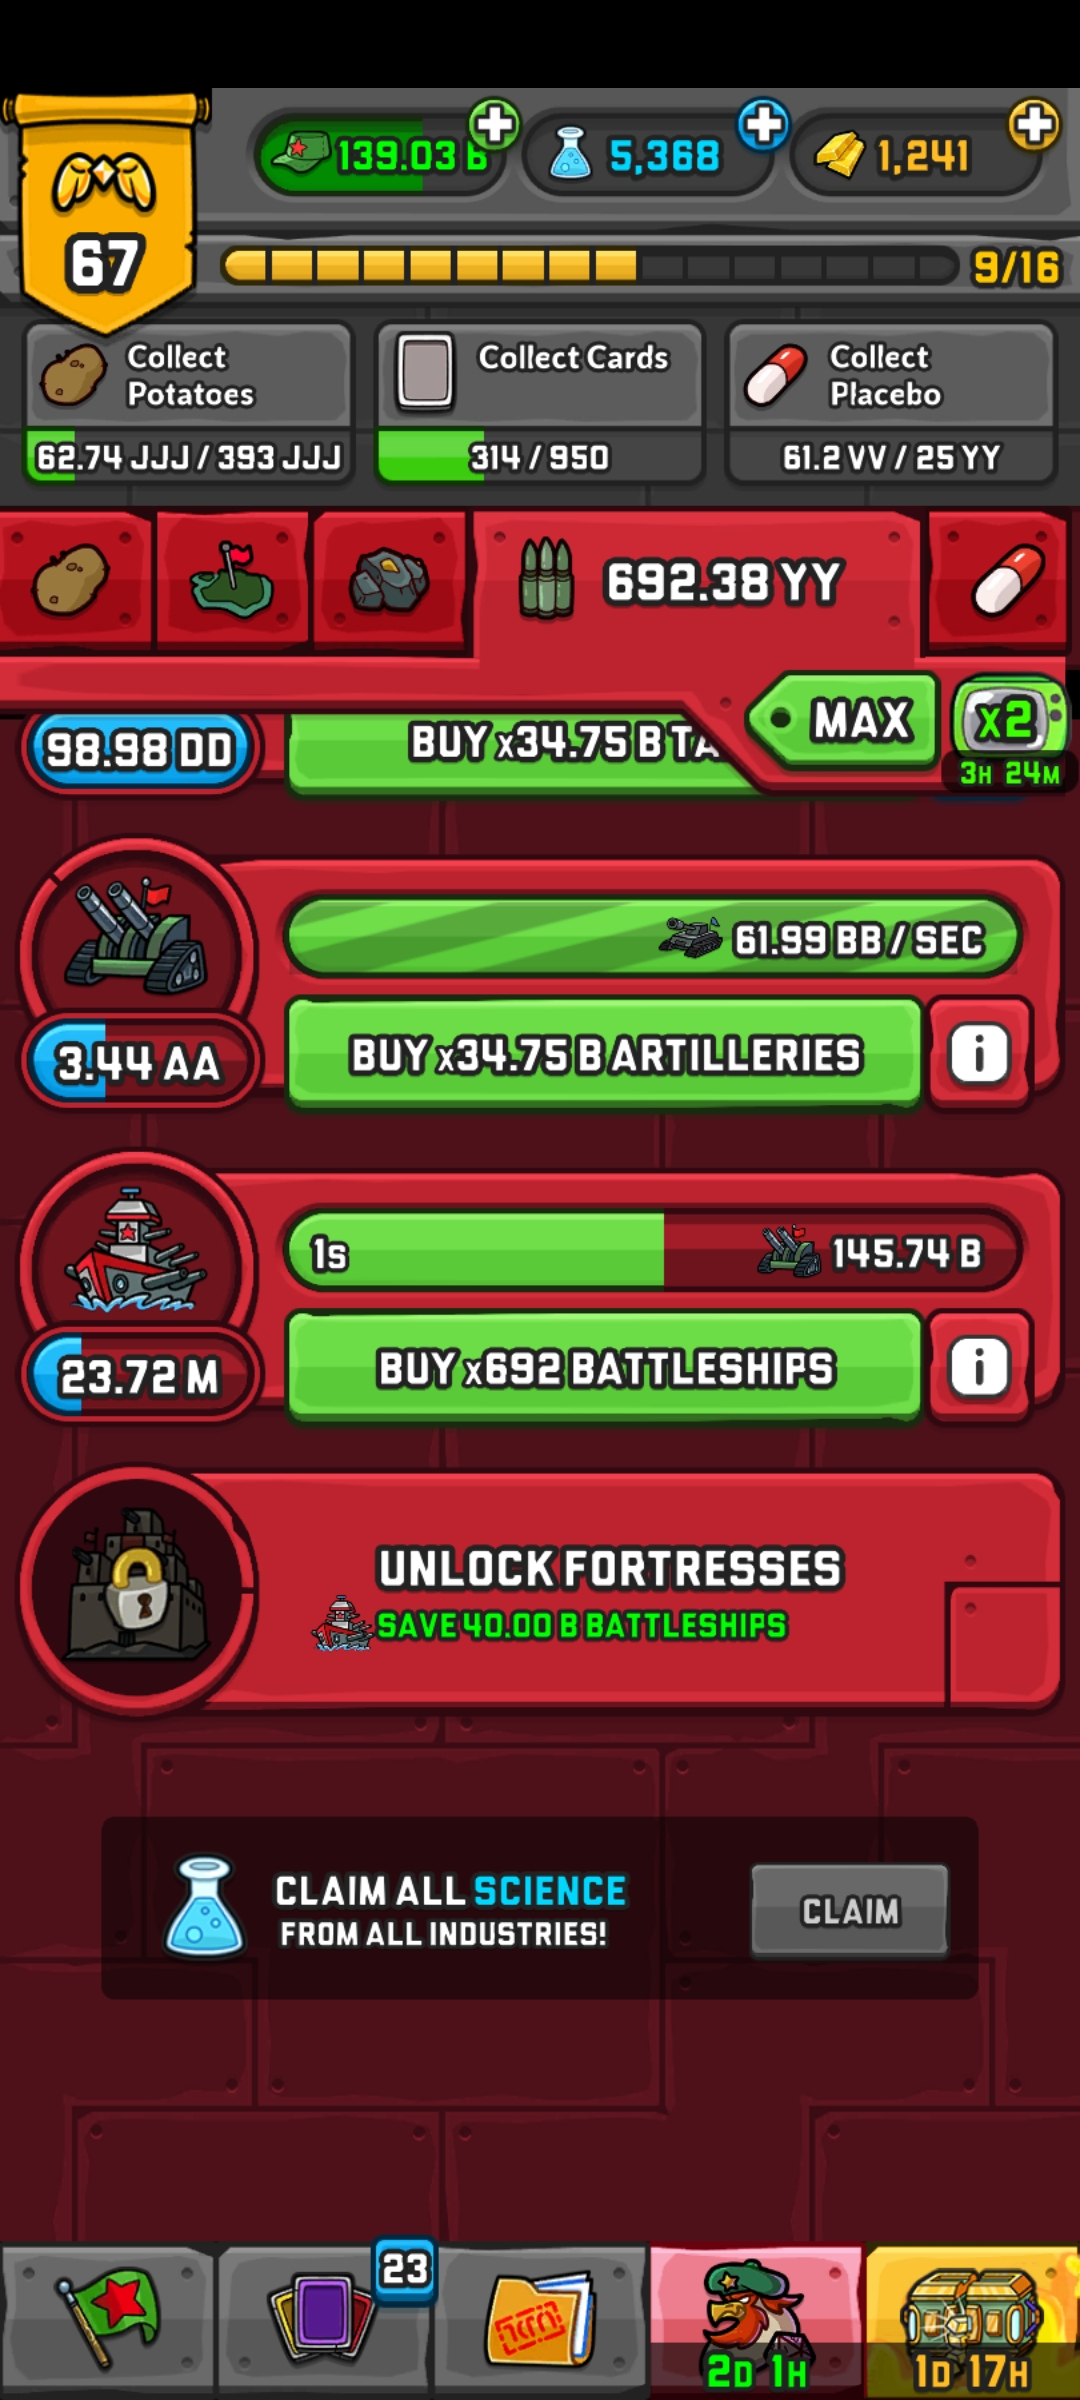 139.03 B
5,368
1,241
67
9/16
Collect
Potatoes
62.74 JJJ / 393 JJJ
Collect Cards
314 / 950
Collect
Placebo
61.2 VV / 25 YY
692.38 YY
MAX
x2
3H 24M
98.98 DD
BUY x34.75 B TA
61.99 BB / SEC
3.44 AA
BUY x34.75 B ARTILLERIES
i
1s
145.74 B
23.72 M
BUY x692 BATTLESHIPS
i
UNLOCK FORTRESSES
SAVE 40.00 B BATTLESHIPS
CLAIM ALL SCIENCE
FROM ALL INDUSTRIES!
CLAIM
23
2D 1H
1D 17H